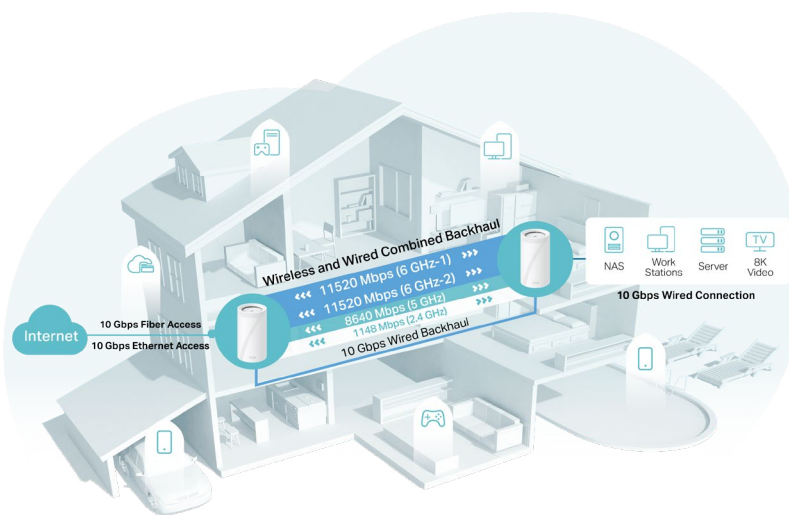 Wireless and Wired Combined Backhaul
11520 Mbps (6 GHz-1)
11520 Mbps (6 GHz-2)
8640 Mbps (5 GHz)
1148 Mbps (2.4 GHz)
10 Gbps Wired Backhaul
Internet
10 Gbps Fiber Access
10 Gbps Ethernet Access
TV
NAS
Work
Stations
Server
8K
Video
10 Gbps Wired Connection